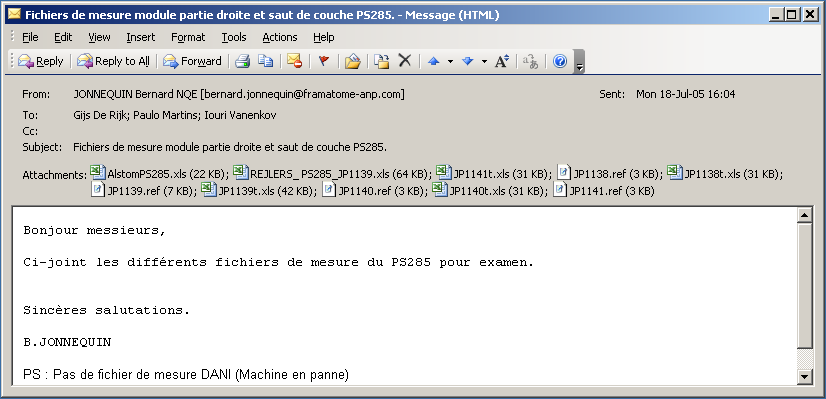 Fichiers de mesure module partie droite et saut de couche PS285. - Message (HTML)
File Edit View Insert Format Tools Actions Help
Reply Reply to All Forward
From: JONNEQUIN Bernard NQE [bernard.jonnequin@framatome-anp.com] Sent: Mon 18-Jul-05 16:04
To: Gijs De Rijk; Paulo Martins; Iouri Vanenkov
Cc:
Subject: Fichiers de mesure module partie droite et saut de couche PS285.
Attachments: AlstomPS285.xls (22 KB); REJLERS_PS285_JP1139.xls (64 KB); JP1141t.xls (31 KB); JP1138.ref (3 KB); JP1138t.xls (31 KB);
JP1139.ref (7 KB); JP1139t.xls (42 KB); JP1140.ref (3 KB); JP1140t.xls (31 KB); JP1141.ref (3 KB)
Bonjour messieurs,
Ci-joint les différents fichiers de mesure du PS285 pour examen.
Sincères salutations.
B.JONNEQUIN
PS : Pas de fichier de mesure DANI (Machine en panne)